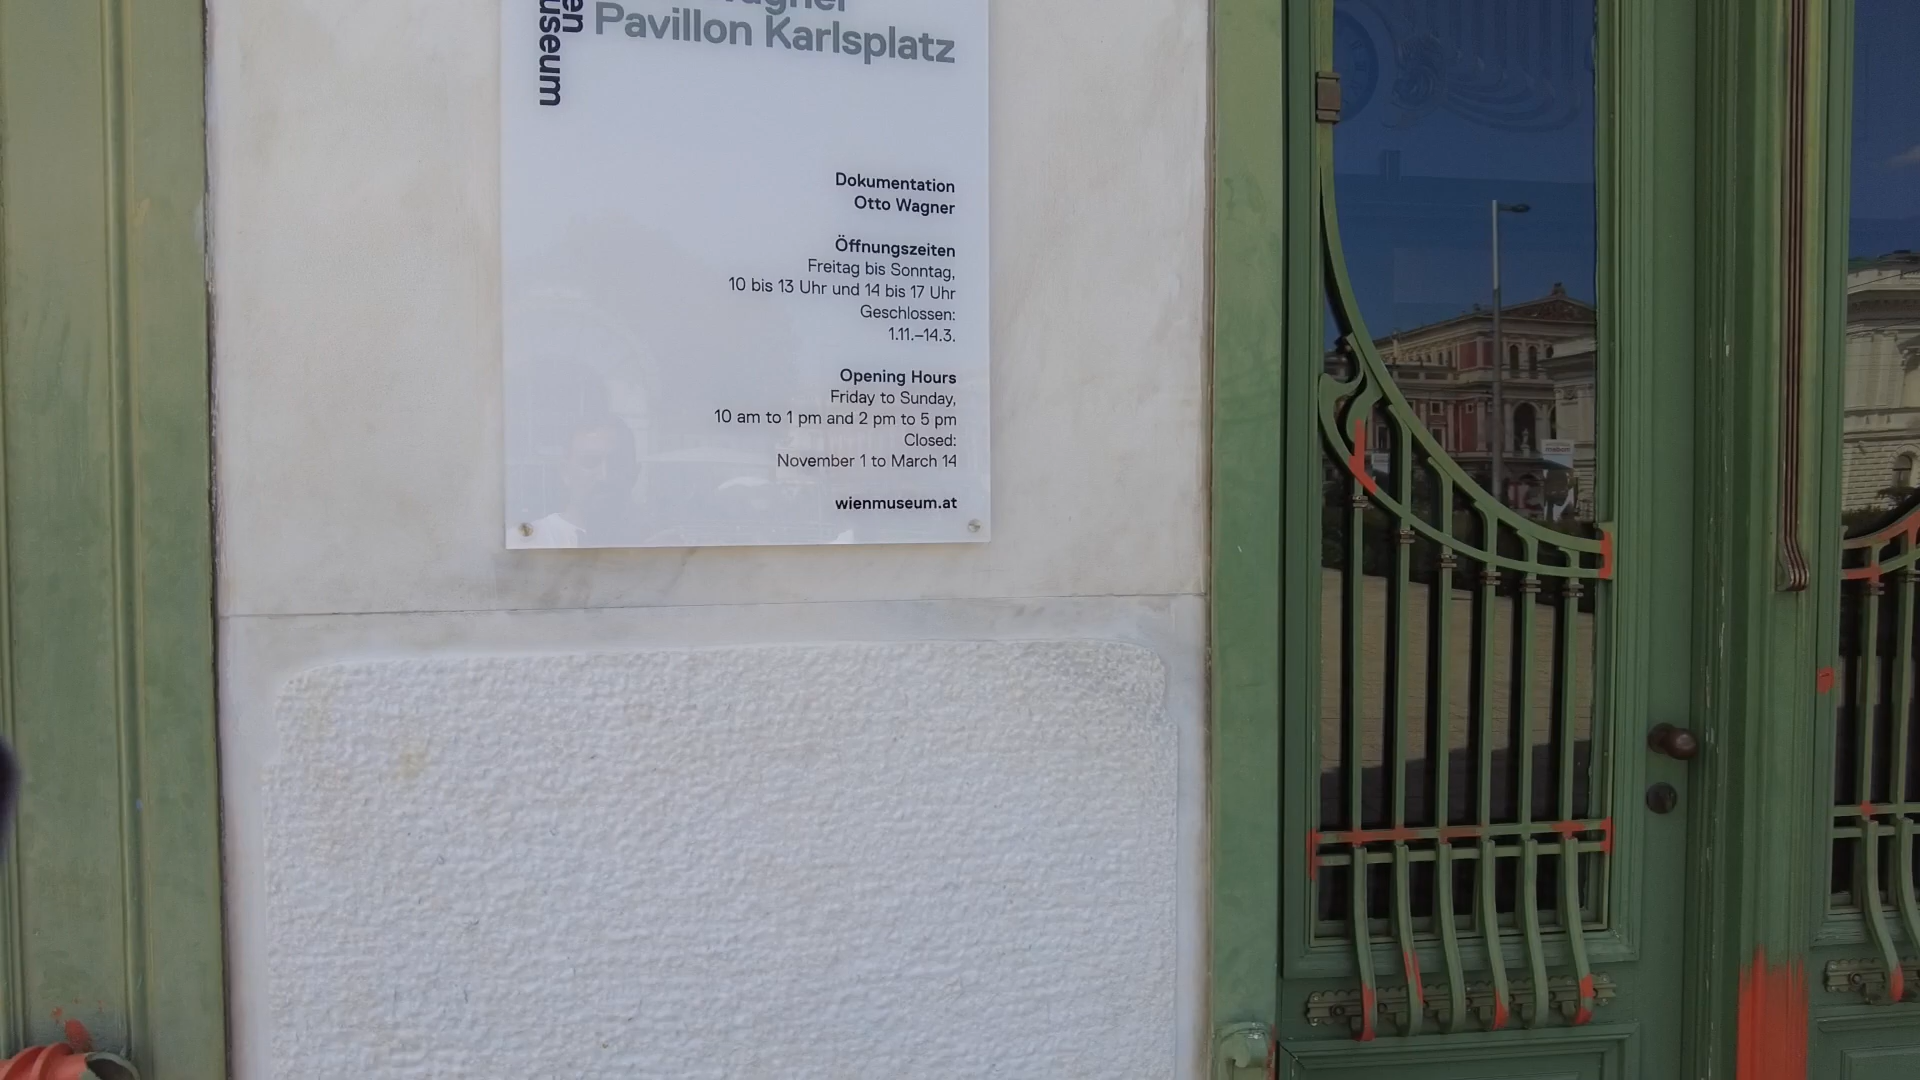 Wagner
Pavillon Karlsplatz
Dokumentation
Otto Wagner
Öffnungszeiten
Freitag bis Sonntag,
10 bis 13 Uhr und 14 bis 17 Uhr
Geschlossen:
1.11.–14.3.
Opening Hours
Friday to Sunday,
10 am to 1 pm and 2 pm to 5 pm
Closed:
November 1 to March 14
wienmuseum.at